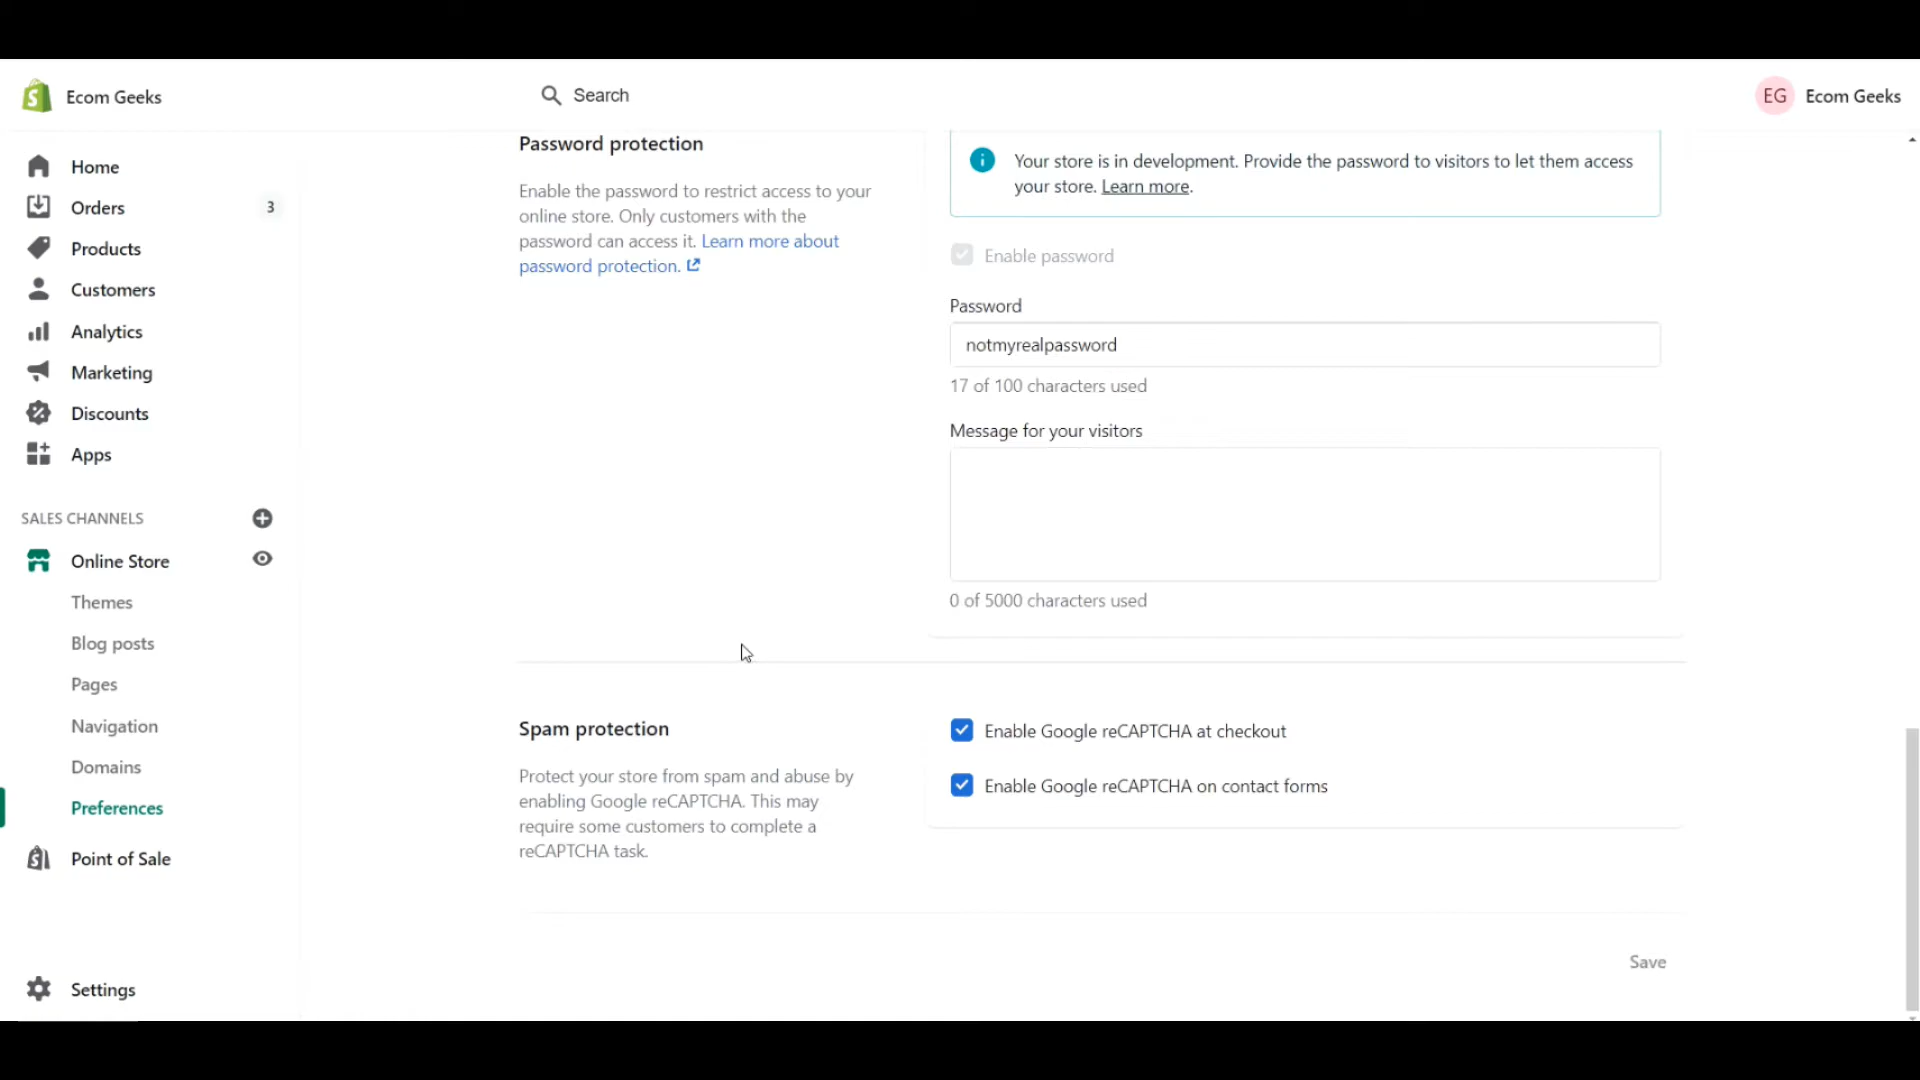 Ecom Geeks
Search
EG Ecom Geeks
Home
Orders 3
Products
Customers
Analytics
Marketing
Discounts
Apps
SALES CHANNELS
Online Store
Themes
Blog posts
Pages
Navigation
Domains
Preferences
Point of Sale
Settings
Password protection
Enable the password to restrict access to your
online store. Only customers with the
password can access it. Learn more about
password protection.
Your store is in development. Provide the password to visitors to let them access
your store. Learn more.
Enable password
Password
notmyrealpassword
17 of 100 characters used
Message for your visitors
0 of 5000 characters used
Spam protection
Protect your store from spam and abuse by
enabling Google reCAPTCHA. This may
require some customers to complete a
reCAPTCHA task.
Enable Google reCAPTCHA at checkout
Enable Google reCAPTCHA on contact forms
Save